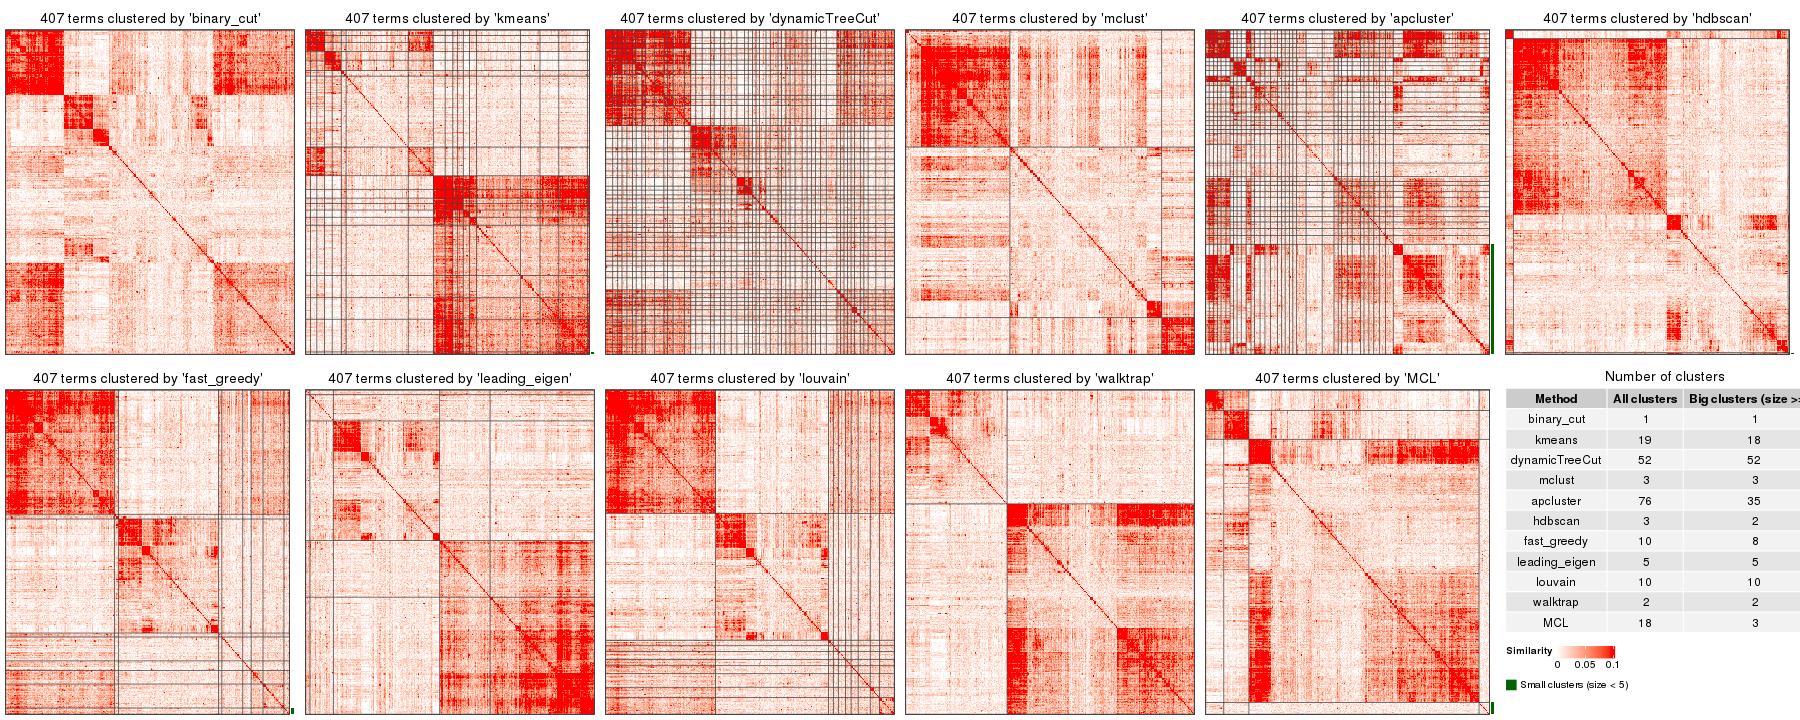 407 terms clustered by 'binary_cut'
407 terms clustered by 'kmeans'
407 terms clustered by 'dynamicTreeCut'
407 terms clustered by 'mclust'
407 terms clustered by 'apcluster'
407 terms clustered by 'hdbscan'
407 terms clustered by 'fast_greedy'
407 terms clustered by 'leading_eigen'
407 terms clustered by 'louvain'
407 terms clustered by 'walktrap'
407 terms clustered by 'MCL'
Number of clusters
Method All clusters Big clusters (size >
binary_cut 1 1
kmeans 19 18
dynamicTreeCut 52 52
mclust 3 3
apcluster 76 35
hdbscan 3 2
fast_greedy 10 8
leading_eigen 5 5
louvain 10 10
walktrap 2 2
MCL 18 3
Similarity
0 0.05 0.1
Small clusters (size < 5)